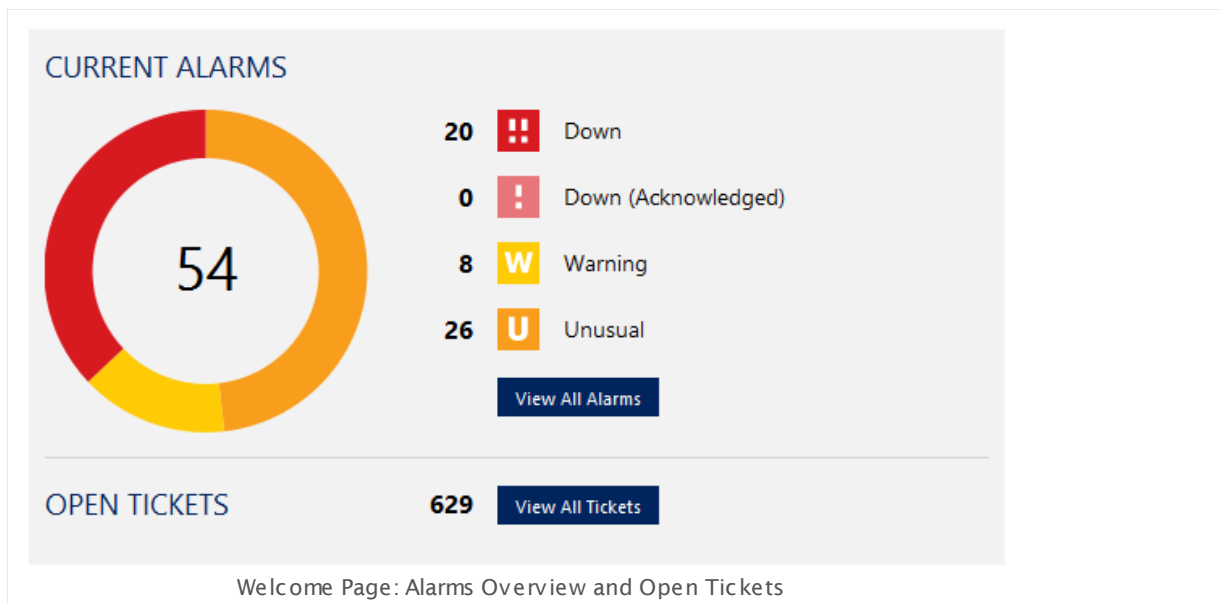 CURRENT ALARMS
54
20 !! Down
0 ! Down (Acknowledged)
8 W Warning
26 U Unusual
View All Alarms
OPEN TICKETS 629 View All Tickets
Welcome Page: Alarms Overview and Open Tickets